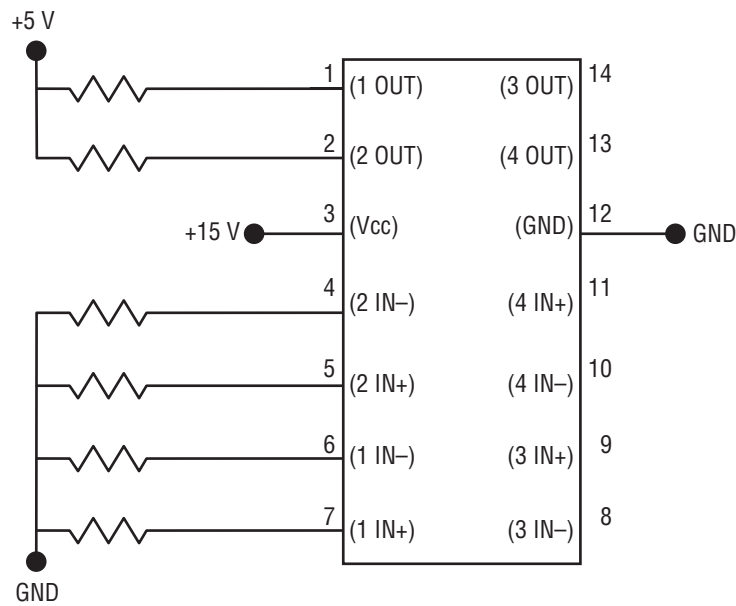 +5 V
1 (1 OUT) (3 OUT) 14
2 (2 OUT) (4 OUT) 13
+15 V 3 (Vcc) (GND) 12 GND
4 (2 IN–) (4 IN+) 11
5 (2 IN+) (4 IN–) 10
6 (1 IN–) (3 IN+) 9
7 (1 IN+) (3 IN–) 8
GND